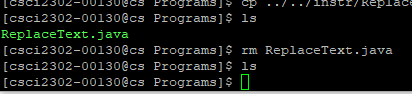 [csci2302-00130@cs Programs]$ cp ../../instr/Replace
[csci2302-00130@cs Programs]$ ls
ReplaceText.java
[csci2302-00130@cs Programs]$ rm ReplaceText.java
[csci2302-00130@cs Programs]$ ls
[csci2302-00130@cs Programs]$